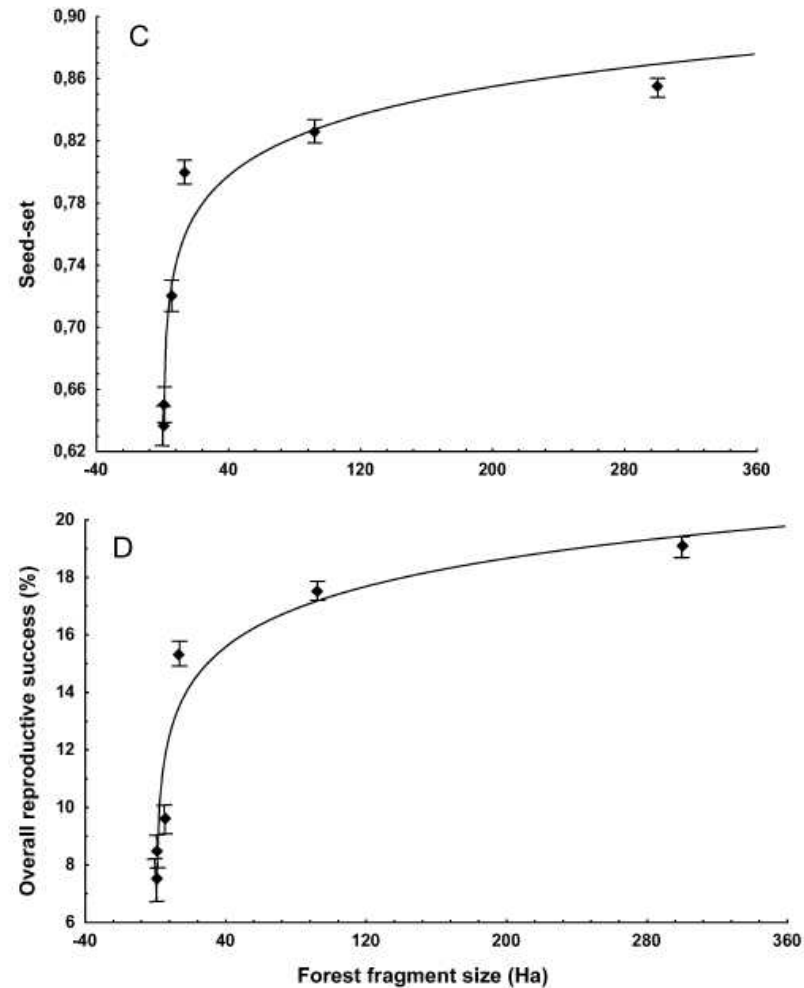 C
0,90
0,86
0,82
0,78
0,74
0,70
0,66
0,62
Seed-set
-40 40 120 200 280 360
D
20
18
16
14
12
10
8
6
Overall reproductive success (%)
-40 40 120 200 280 360
Forest fragment size (Ha)